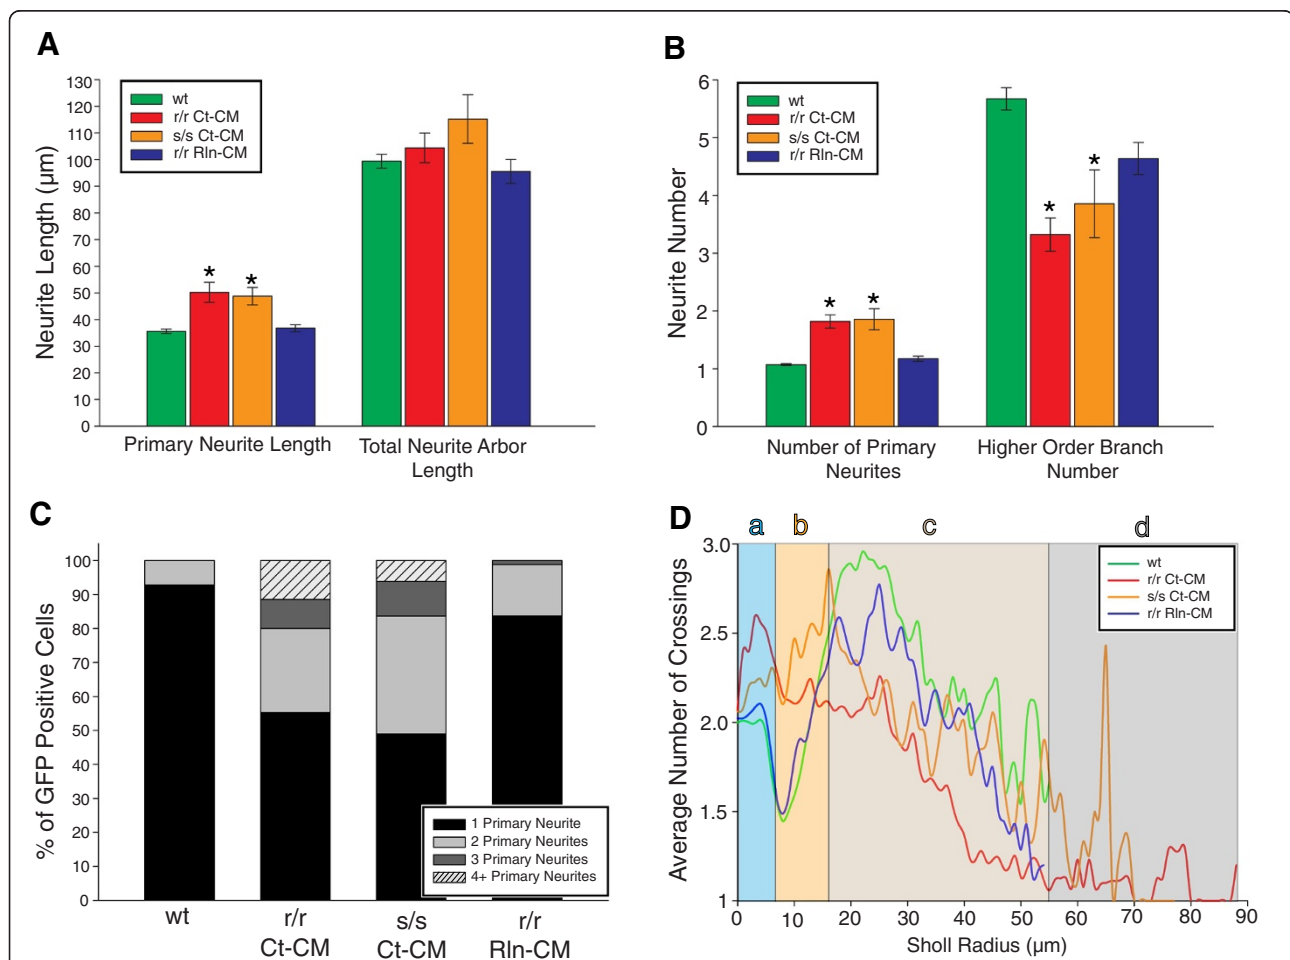 A
130
120
110
100
90
80
70
60
50
40
30
20
10
0
Neurite Length (µm)
wt
r/r Ct-CM
s/s Ct-CM
r/r Rln-CM
* *
Primary Neurite Length
Total Neurite Arbor
Length
B
6
5
4
3
2
1
0
Neurite Number
wt
r/r Ct-CM
s/s Ct-CM
r/r Rln-CM
* *
* *
Number of Primary
Neurites
Higher Order Branch
Number
C
100
90
80
70
60
50
40
30
20
10
0
% of GFP Positive Cells
1 Primary Neurite
2 Primary Neurites
3 Primary Neurites
4+ Primary Neurites
wt
r/r
Ct-CM
s/s
Ct-CM
r/r
Rln-CM
D
a b c d
3.0
2.5
2.0
1.5
1
Average Number of Crossings
wt
r/r Ct-CM
s/s Ct-CM
r/r Rln-CM
0 10 20 30 40 50 60 70 80 90
Sholl Radius (µm)